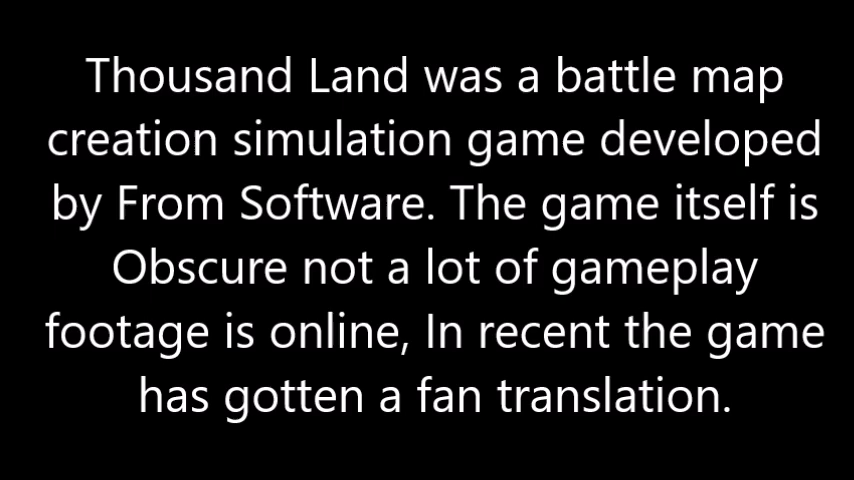 Thousand Land was a battle map
creation simulation game developed
by From Software. The game itself is
Obscure not a lot of gameplay
footage is online, In recent the game
has gotten a fan translation.